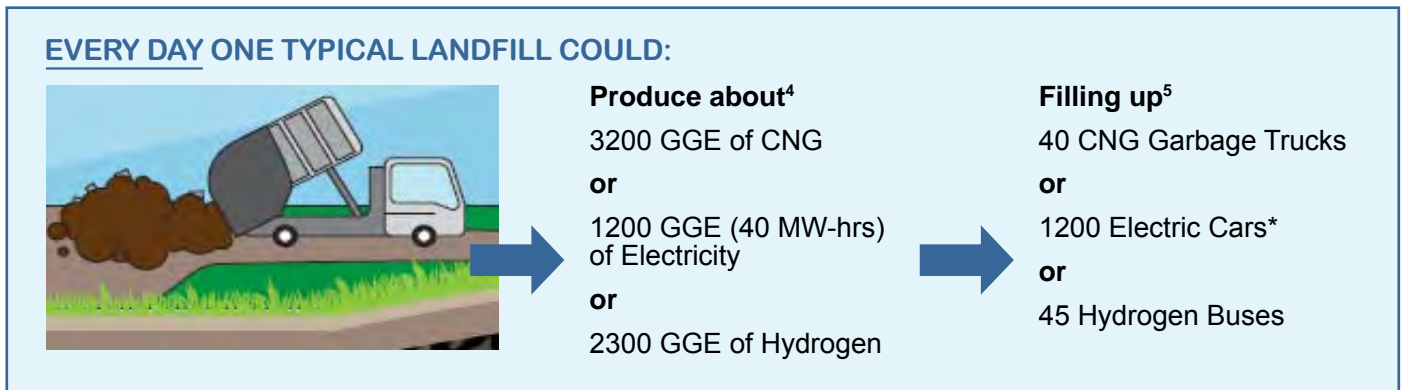 EVERY DAY ONE TYPICAL LANDFILL COULD:
Produce about4
3200 GGE of CNG
or
1200 GGE (40 MW-hrs)
of Electricity
or
2300 GGE of Hydrogen
Filling up5
40 CNG Garbage Trucks
or
1200 Electric Cars*
or
45 Hydrogen Buses